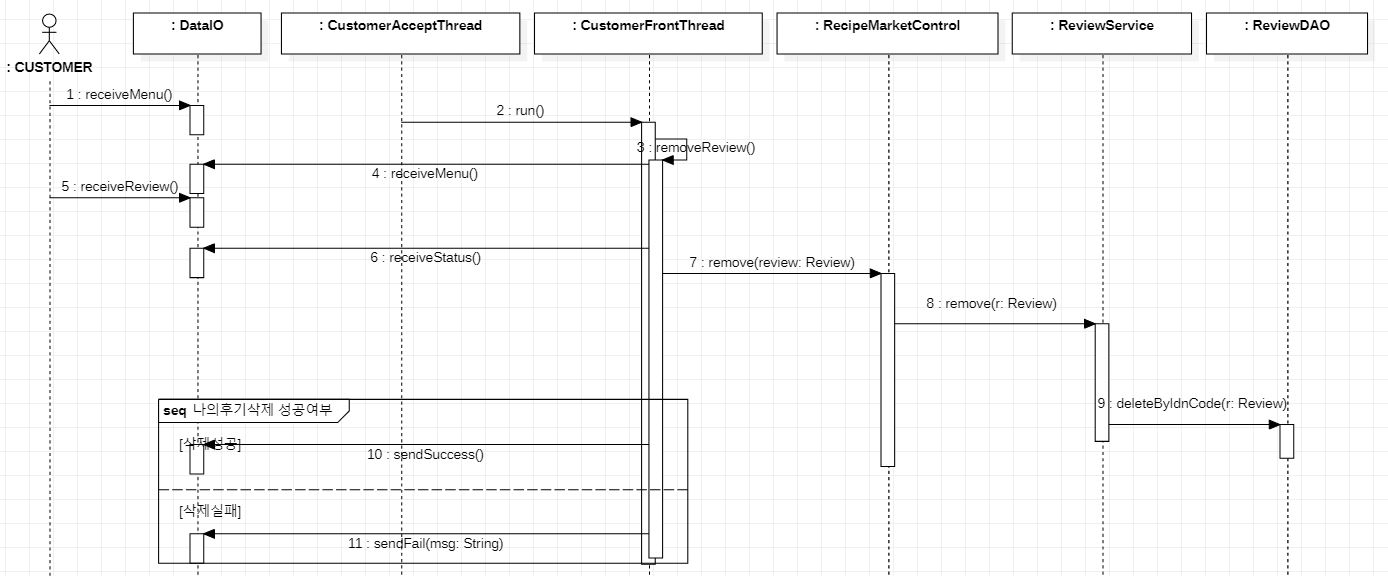 : CUSTOMER
: DataIO
: CustomerAcceptThread
: CustomerFrontThread
: RecipeMarketControl
: ReviewService
: ReviewDAO
1 : receiveMenu()
2 : run()
3 : removeReview()
4 : receiveMenu()
5 : receiveReview()
6 : receiveStatus()
7 : remove(review: Review)
8 : remove(r: Review)
9 : deleteByIdnCode(r: Review)
seq 나의후기삭제 성공여부
[삭제성공]
10 : sendSuccess()
[삭제실패]
11 : sendFail(msg: String)